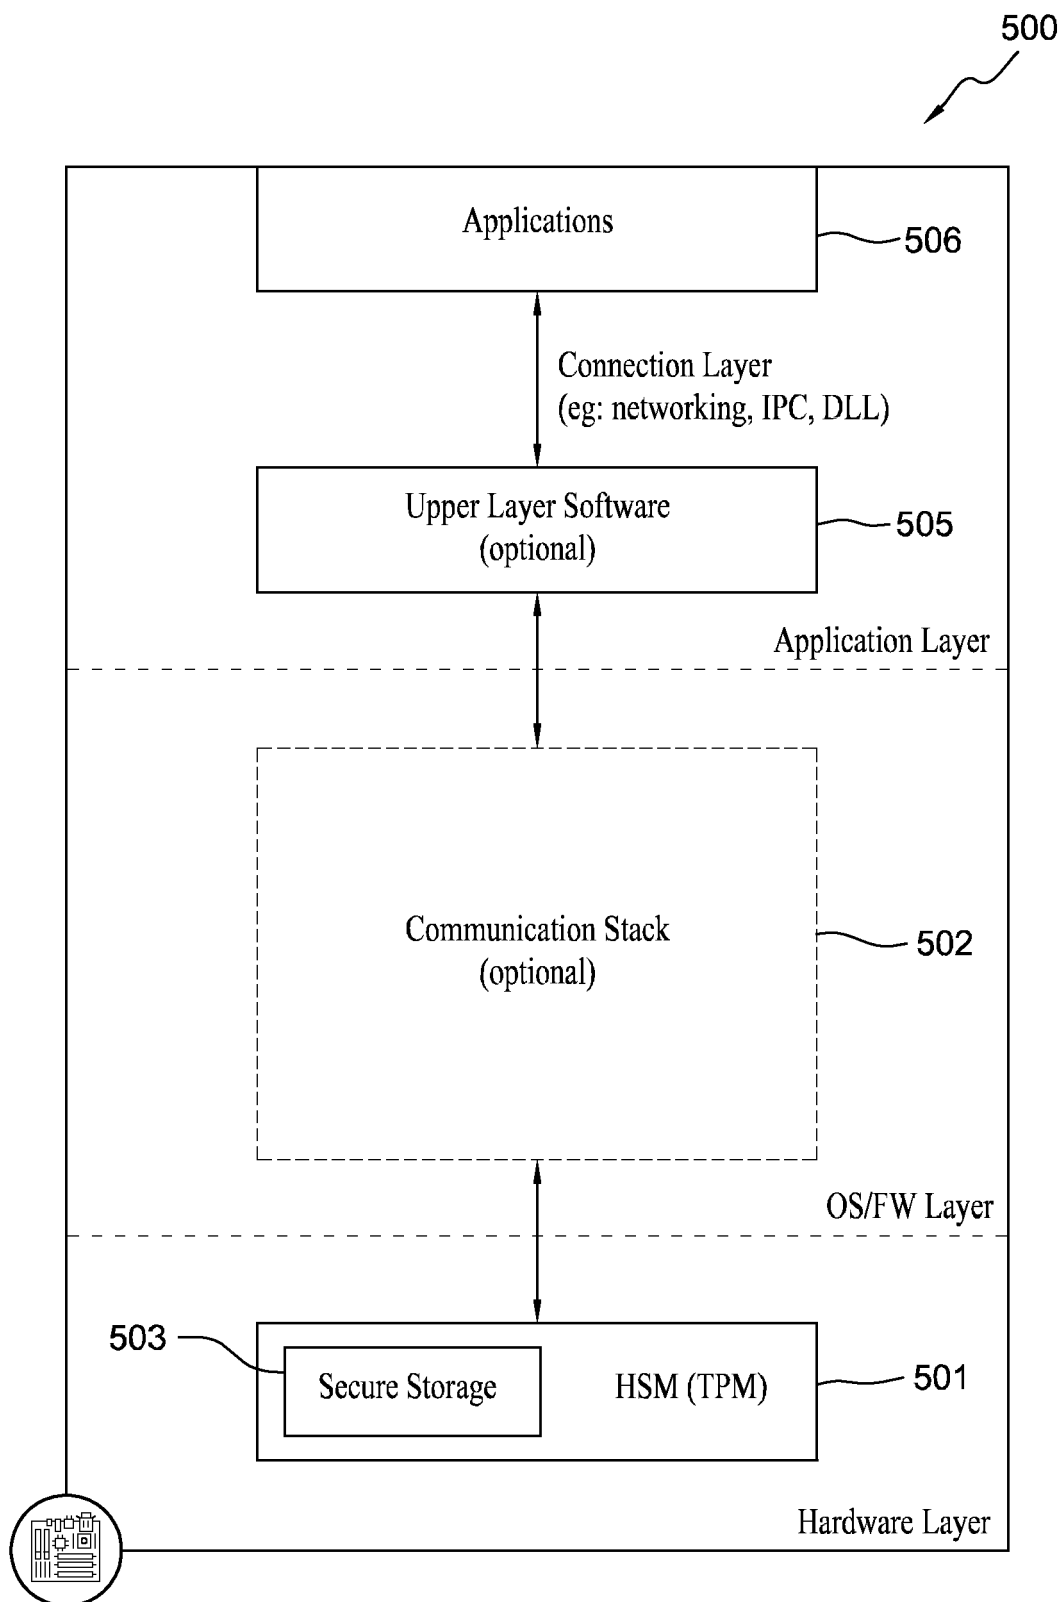 500
Applications
506
Connection Layer
(eg: networking, IPC, DLL)
Upper Layer Software
(optional)
505
Application Layer
Communication Stack
(optional)
502
OS/FW Layer
503
Secure Storage
HSM (TPM)
501
Hardware Layer